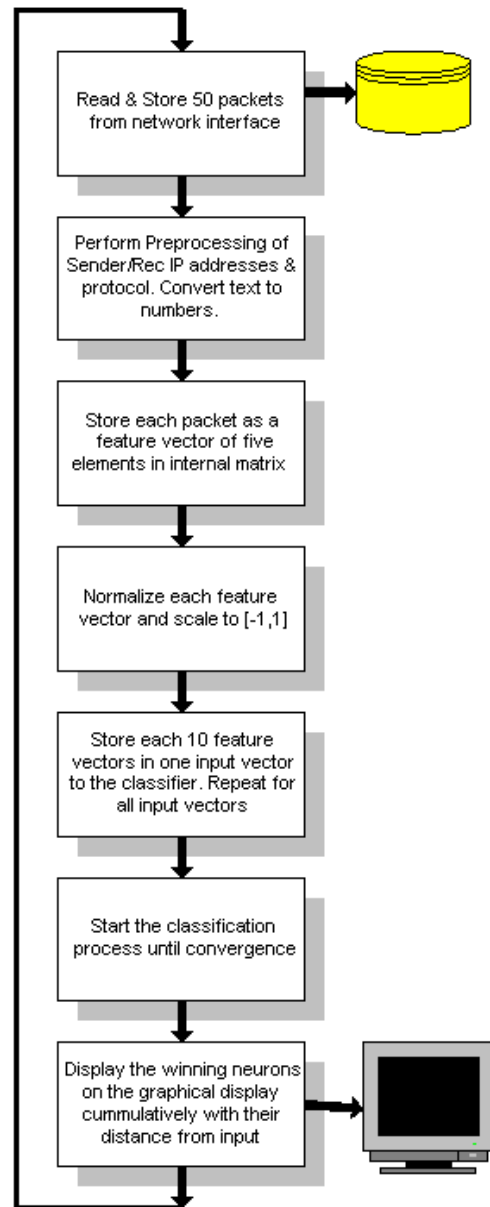 Read & Store 50 packets
from network interface
Perform Preprocessing of
Sender/Rec IP addresses &
protocol. Convert text to
numbers.
Store each packet as a
feature vector of five
elements in internal matrix
Normalize each feature
vector and scale to [-1,1]
Store each 10 feature
vectors in one input vector
to the classifier. Repeat for
all input vectors
Start the classification
process until convergence
Display the winning neurons
on the graphical display
cummulatively with their
distance from input